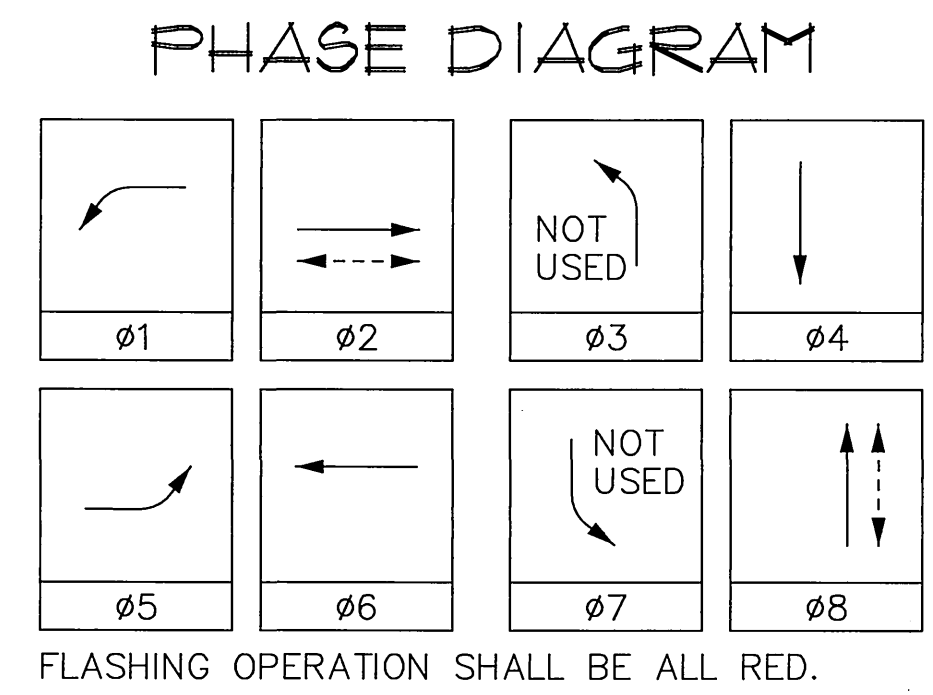 PHASE DIAGRAM
NOT
USED
ø1
ø2
ø3
ø4
NOT
USED
ø5
ø6
ø7
ø8
FLASHING OPERATION SHALL BE ALL RED.